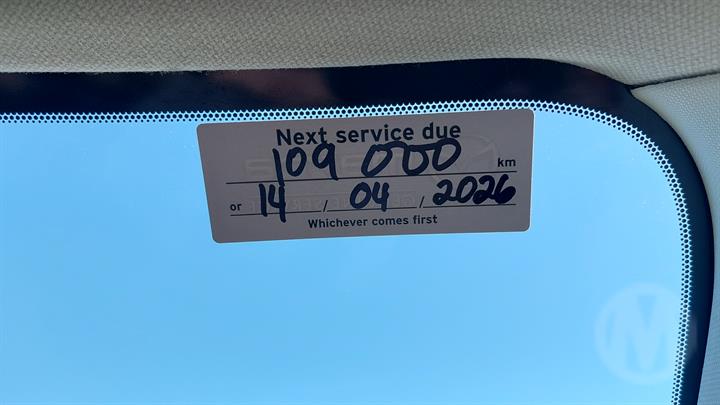 Next service due
109 000 km
or 14 / 04 / 2026
Whichever comes first
M